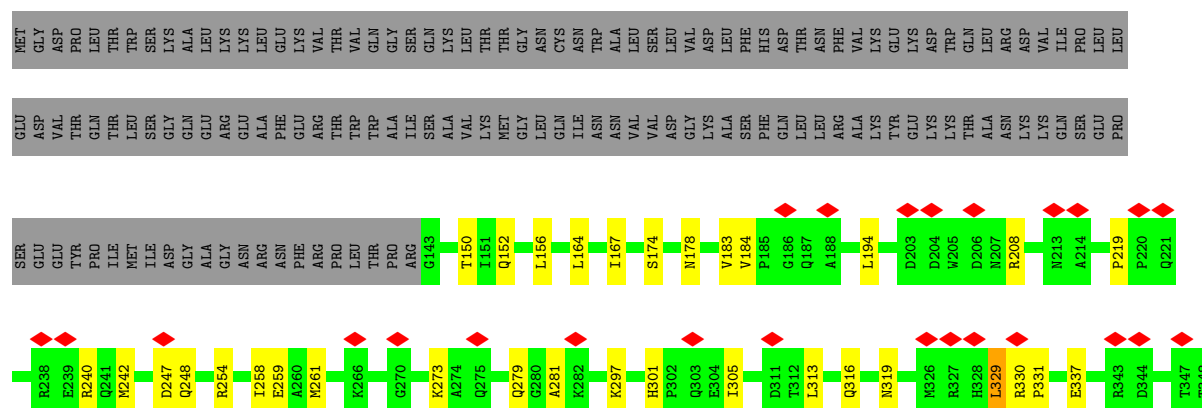 MET GLY ASP PRO LEU THR TRP SER LYS ALA LEU LYS LYS LEU GLU LYS VAL THR VAL GLN GLY SER GLN LYS LEU THR THR GLY ASN CYS ASN TRP ALA LEU SER LEU VAL ASP LEU PHE HIS ASP THR ASN PHE VAL LYS GLU LYS ASP TRP GLN LEU ARG ASP VAL ILE PRO LEU LEU
GLU ASP VAL THR GLN THR LEU SER GLY GLN GLU ARG GLU ALA PHE GLU ARG THR TRP TRP ALA ILE SER ALA VAL LYS MET GLY LEU GLN ILE ASN ASN VAL VAL ASP GLY LYS ALA SER PHE GLN LEU LEU ARG ALA LYS TYR GLU LYS LYS THR ALA ASN LYS LYS GLN SER GLU PRO
SER GLU GLU TYR PRO ILE MET ILE ASP GLY ALA GLY ASN ARG ASN PHE ARG PRO LEU THR PRO ARG G143 T150 I151 Q152 L156 L164 I167 S174 N178 V183 V184 P185 G186 Q187 A188 L194 D203 D204 W205 D206 N207 R208 N213 A214 P219 P220 Q221
R238 E239 R240 Q241 M242 D247 Q248 R254 I258 E259 A260 M261 K266 G270 K273 A274 Q275 Q279 G280 A281 K282 K297 H301 P302 Q303 E304 I305 D311 T312 L313 Q316 N319 M326 R327 H328 L329 R330 P331 E337 R343 D344 T347